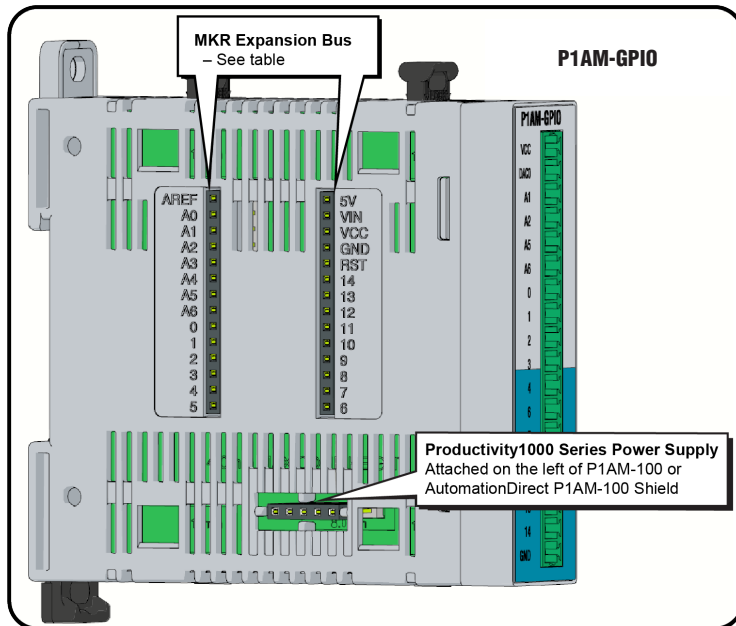 MKR Expansion Bus
– See table
P1AM-GPIO
AREF
A0
A1
A2
A3
A4
A5
A6
0
1
2
3
4
5
5V
VIN
VCC
GND
RST
14
13
12
11
10
9
8
7
6
P1AM-GPIO
VCC
DAC0
A1
A2
A5
A6
0
1
2
3
4
6
14
GND
Productivity1000 Series Power Supply
Attached on the left of P1AM-100 or
AutomationDirect P1AM-100 Shield